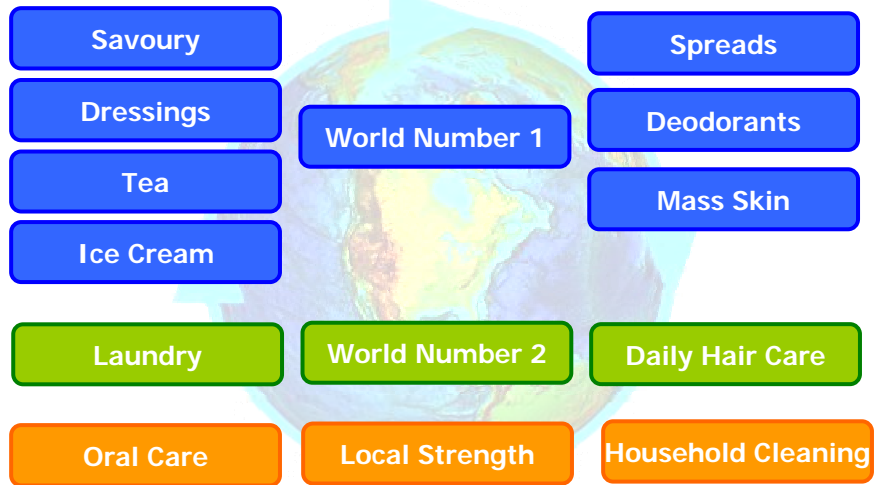 Savoury
Spreads
Dressings
World Number 1
Deodorants
Tea
Mass Skin
Ice Cream
Laundry
World Number 2
Daily Hair Care
Oral Care
Local Strength
Household Cleaning